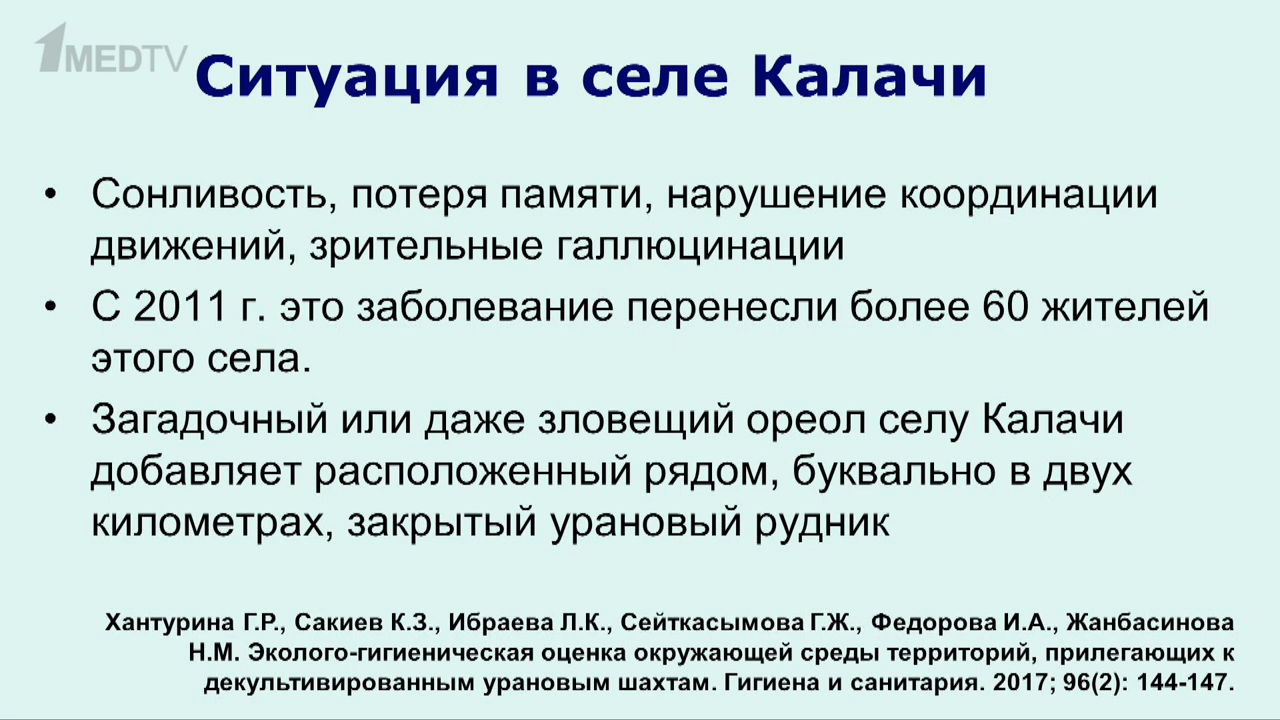 1MEDTV
Ситуация в селе Калачи
• Сонливость, потеря памяти, нарушение координации
движений, зрительные галлюцинации
• С 2011 г. это заболевание перенесли более 60 жителей
этого села.
• Загадочный или даже зловещий ореол селу Калачи
добавляет расположенный рядом, буквально в двух
километрах, закрытый урановый рудник
Хантурина Г.Р., Сакиев К.З., Ибраева Л.К., Сейткасымова Г.Ж., Федорова И.А., Жанбасинова
Н.М. Эколого-гигиеническая оценка окружающей среды территорий, прилегающих к
декультивированным урановым шахтам. Гигиена и санитария. 2017; 96(2): 144-147.